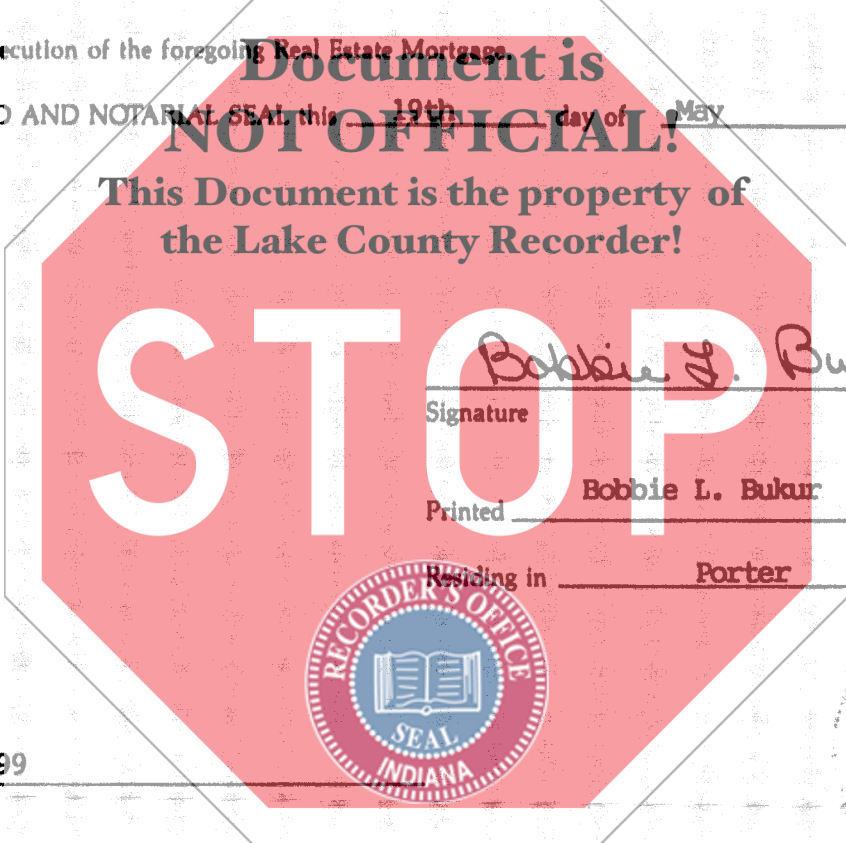 ecution of the foregoing Real Estate Mortgage.
Document is
D AND NOTARIAL SEAL this 19th day of May
NOT OFFICIAL!
This Document is the property of
the Lake County Recorder!
STOP
Bobbie L. Bu
Signature
Printed Bobbie L. Bukur
Residing in Porter
RECORDER'S OFFICE
SEAL
INDIANA
99